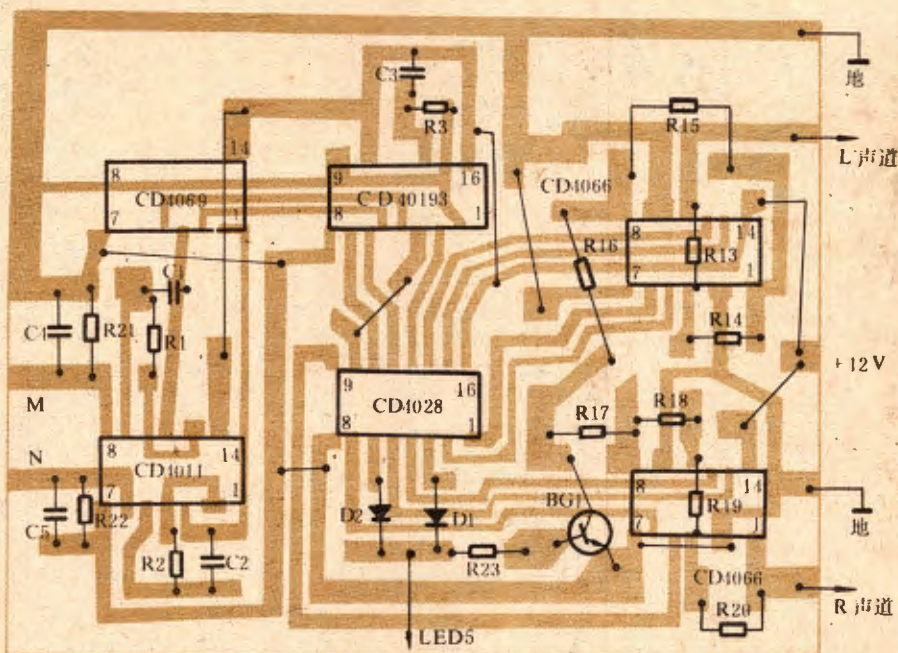 地
C3
R3
R15
L 声道
14
8
CD4069
7
1
9
16
CD40193
8
1
CD4066
R16
8
14
R13
7
1
C1
C4
R21
R1
R14
+12V
M
9
16
CD4028
8
1
R17
R18
N
8
14
CD4011
7
1
C5
R22
D2
D1
BG1
8
14
R19
7
1
地
R2
C2
R23
CD4066
R20
R 声道
LED5